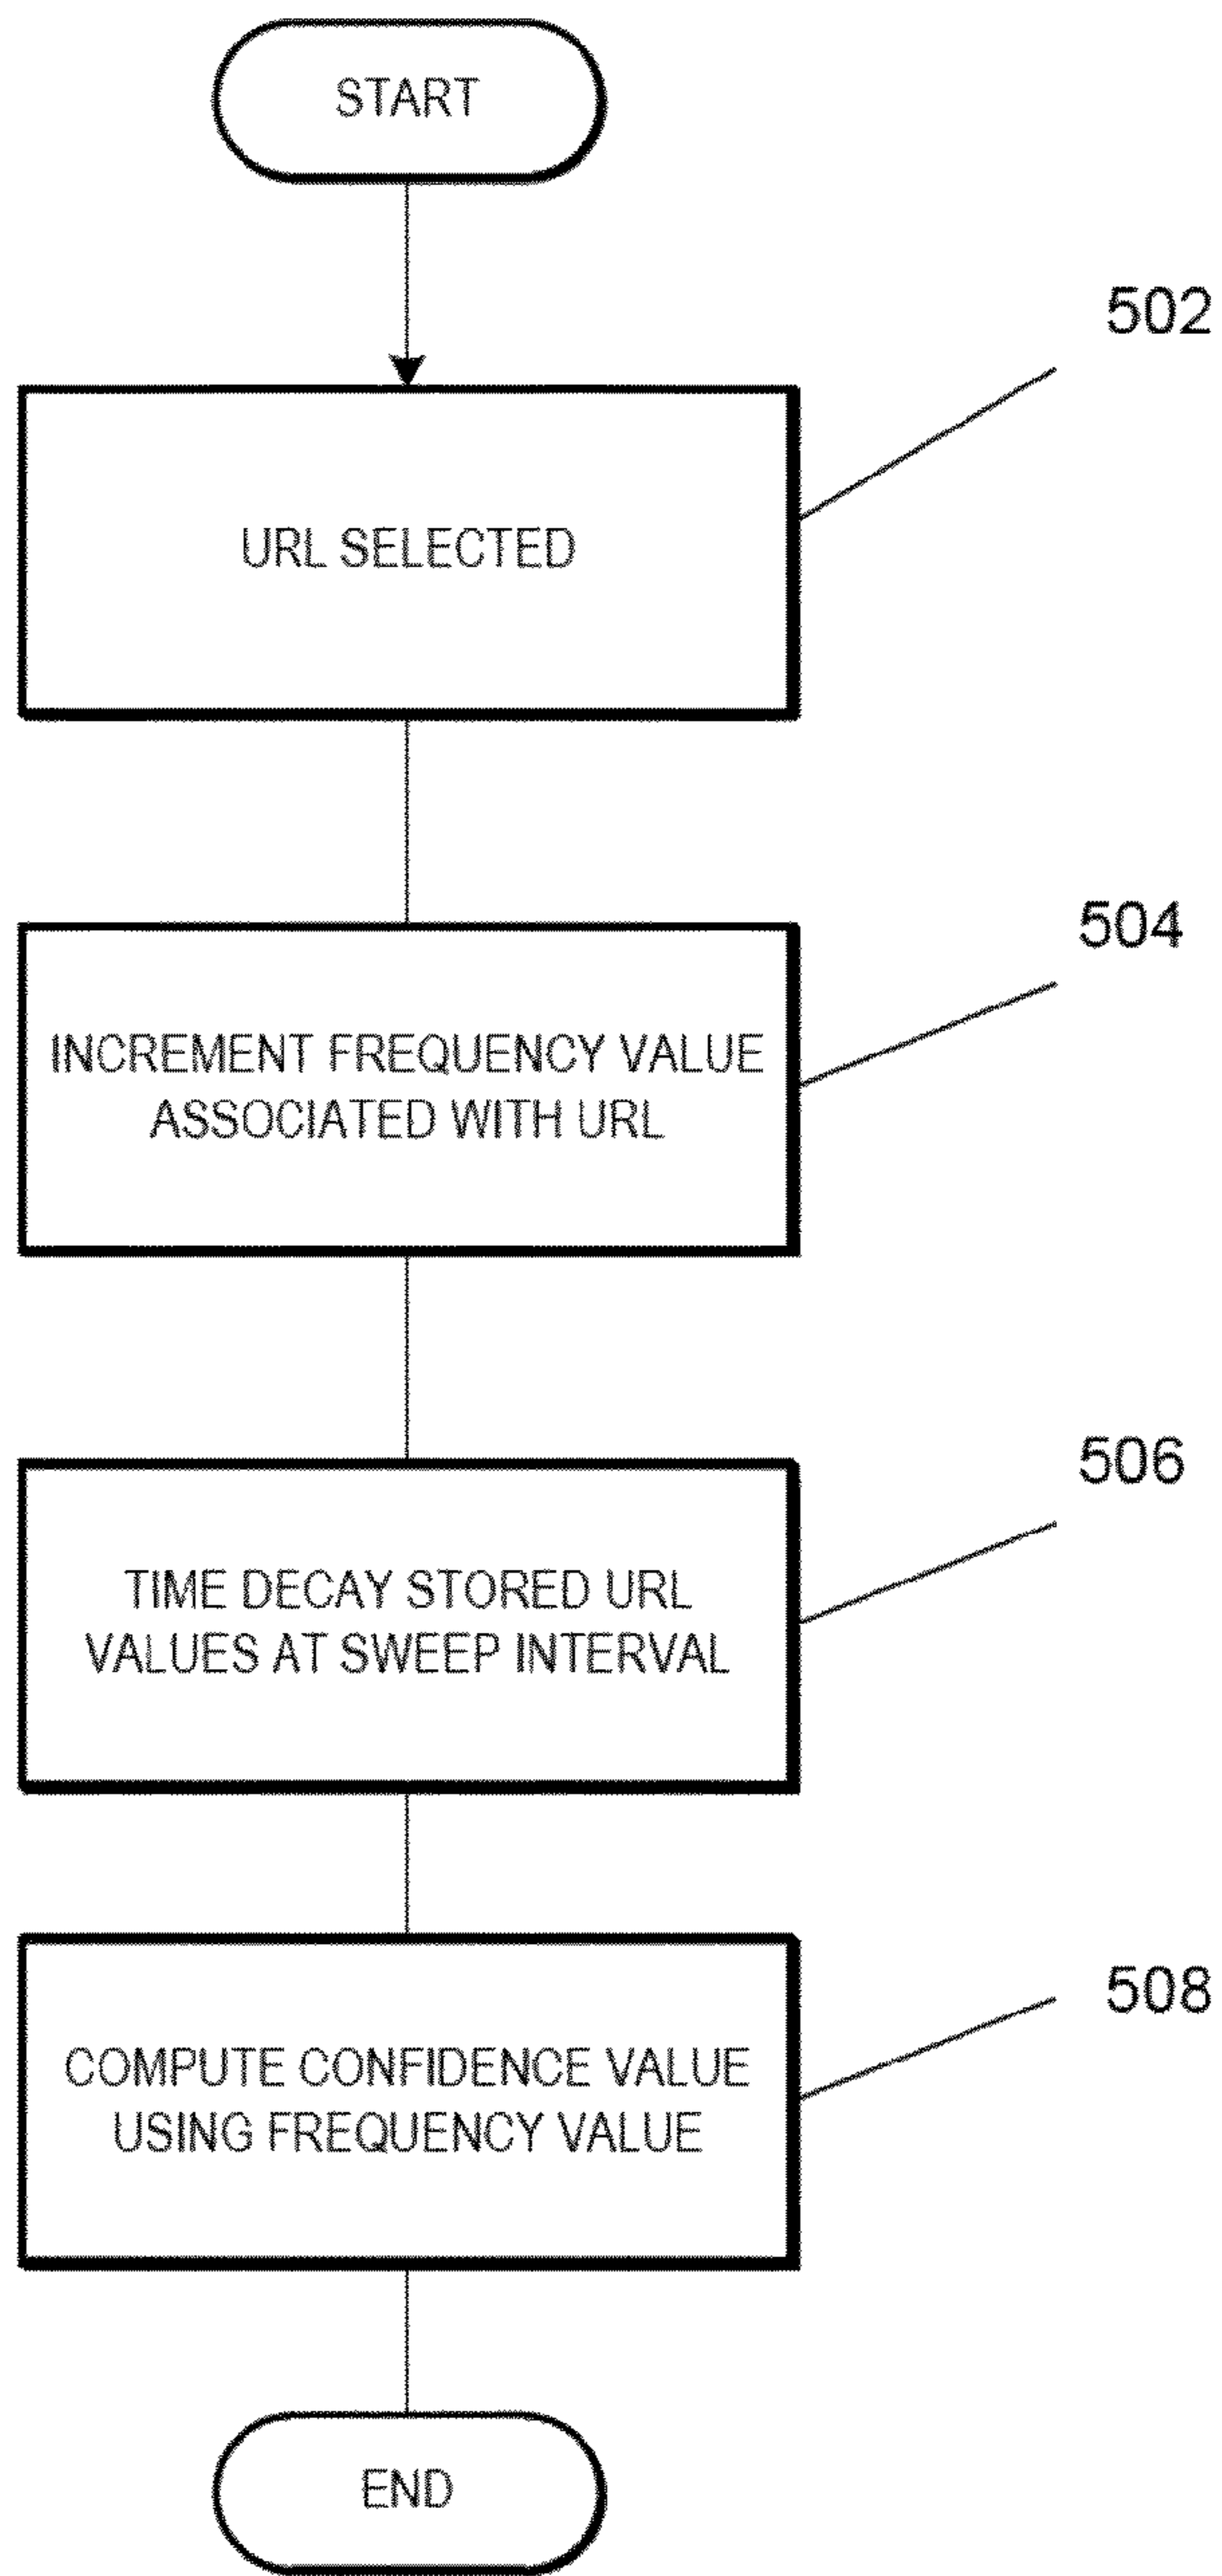 START
502
URL SELECTED
504
INCREMENT FREQUENCY VALUE
ASSOCIATED WITH URL
506
TIME DECAY STORED URL
VALUES AT SWEEP INTERVAL
508
COMPUTE CONFIDENCE VALUE
USING FREQUENCY VALUE
END